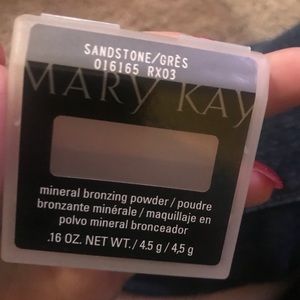 SANDSTONE/GRÈS
016165 RX03
MARY KAY
mineral bronzing powder / poudre
bronzante minérale / maquillaje en
polvo mineral bronceador
.16 OZ. NET WT. / 4.5 g / 4,5 g